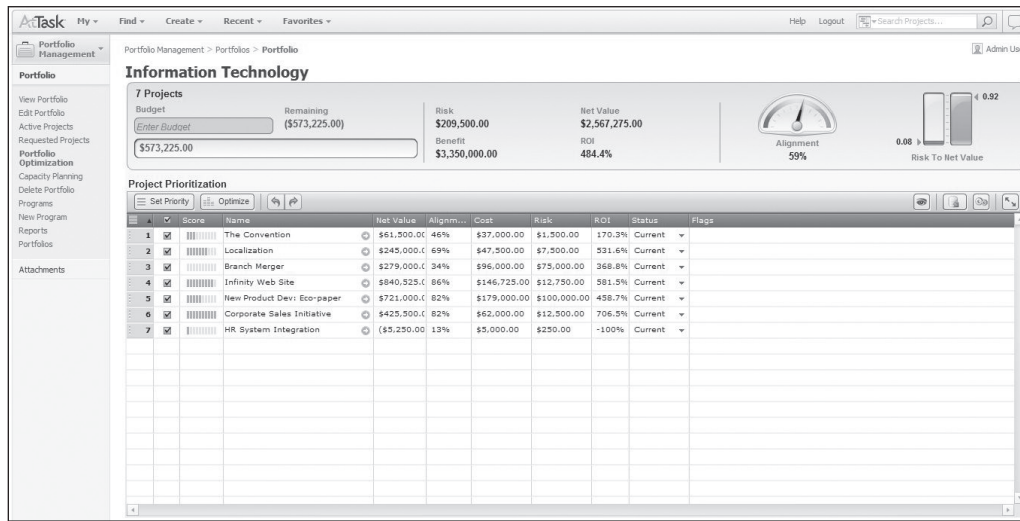 AtTask My Find Create Recent Favorites Help Logout Search Projects...
Portfolio Management
Portfolio Management > Portfolios > Portfolio
Admin Us
Portfolio
View Portfolio
Edit Portfolio
Active Projects
Requested Projects
Portfolio Optimization
Capacity Planning
Delete Portfolio
Programs
New Program
Reports
Portfolios
Attachments
Information Technology
7 Projects
Budget
Enter Budget
$573,225.00
Remaining
($573,225.00)
Risk
$209,500.00
Benefit
$3,350,000.00
Net Value
$2,567,275.00
ROI
484.4%
Alignment
59%
0.08
0.92
Risk To Net Value
Project Prioritization
Set Priority Optimize
Score Name Net Value Alignm... Cost Risk ROI Status Flags
1 The Convention $61,500.0 46% $37,000.00 $1,500.00 170.3% Current
2 Localization $245,000. 69% $47,500.00 $7,500.00 531.6% Current
3 Branch Merger $279,000. 34% $96,000.00 $75,000.00 368.8% Current
4 Infinity Web Site $840,525. 86% $146,725.00 $12,750.00 581.5% Current
5 New Product Dev: Eco-paper $721,000. 82% $179,000.00 $100,000.00 458.7% Current
6 Corporate Sales Initiative $425,500. 82% $62,000.00 $12,500.00 706.5% Current
7 HR System Integration ($5,250.00 13% $5,000.00 $250.00 -100% Current